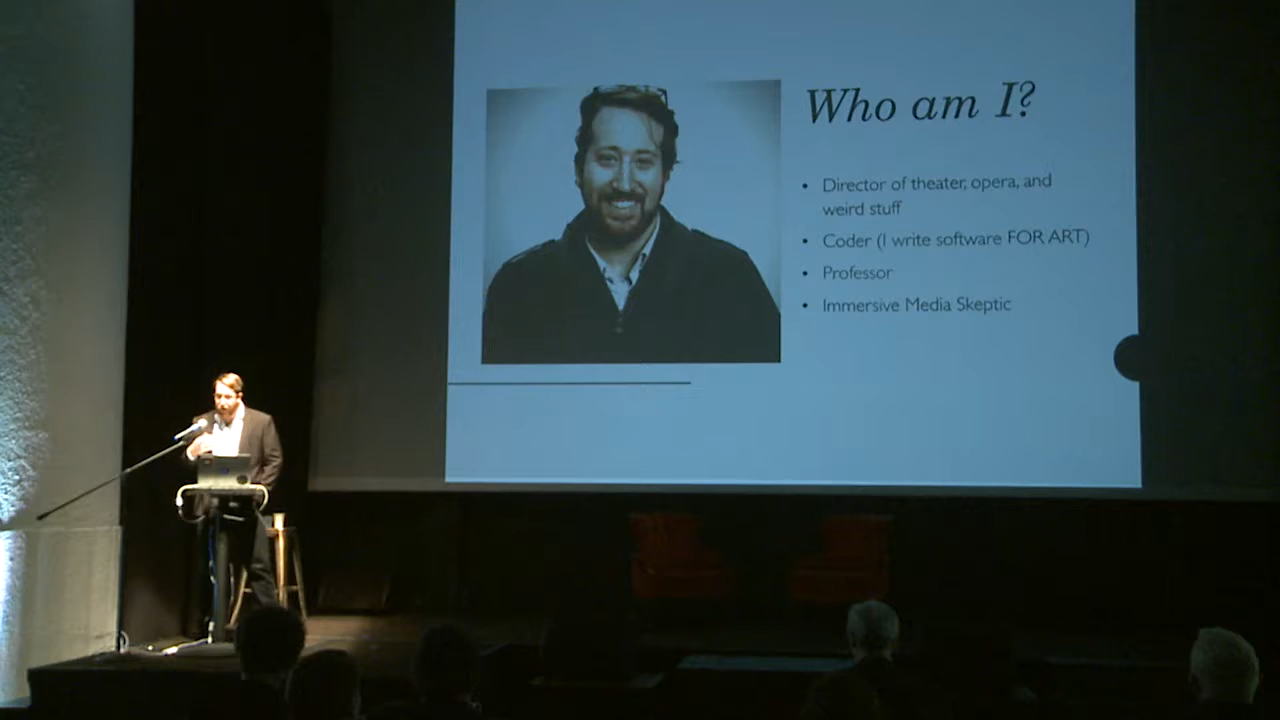 Who am I?
• Director of theater, opera, and
weird stuff
• Coder (I write software FOR ART)
• Professor
• Immersive Media Skeptic